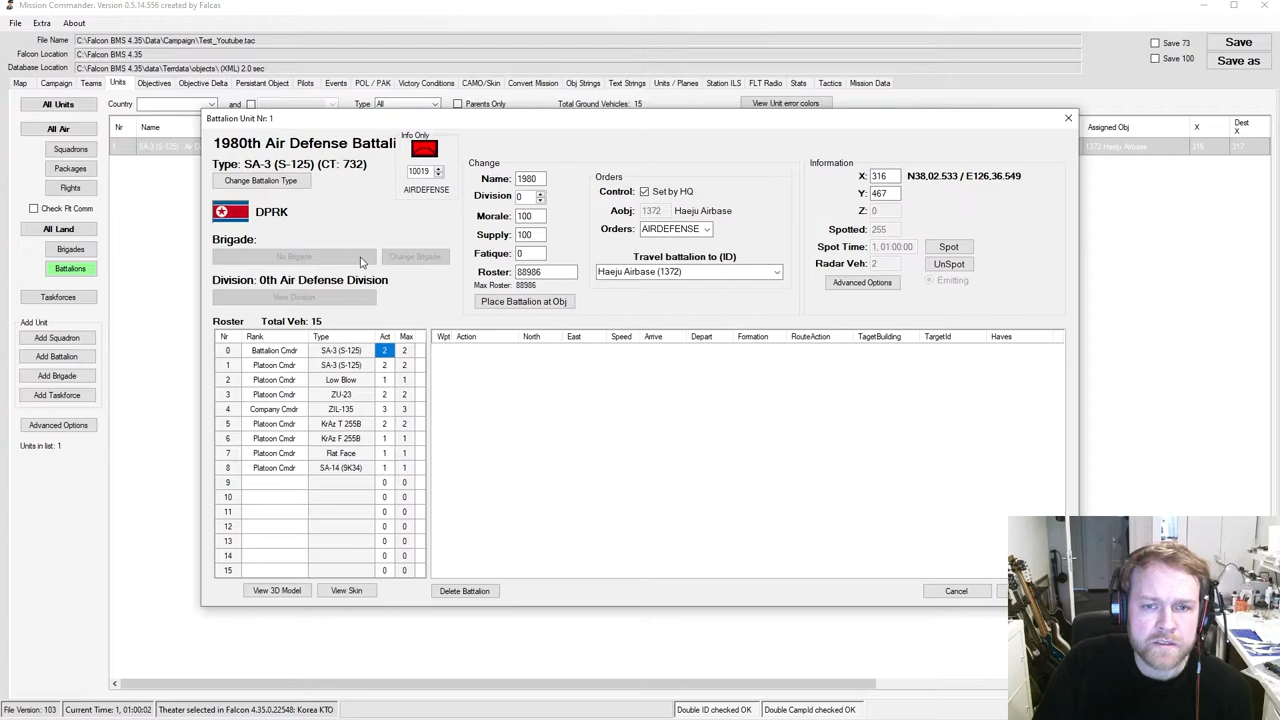 Mission Commander. v0.5.14.556 created by Falcas
File Extra About
File Name C:\Falcon BMS 4.35\Data\Campaign\Test_Youtube.tac
Falcon Location C:\Falcon BMS 4.35
Database Location C:\Falcon BMS 4.35\data\Terrdata\objects\ (XML) 2.0 sec
Save 73 Save
Save 100 Save as
Map Campaign Teams Units Objectives Objective Delta Persistant Object Pilots Events POL / PAK Victory Conditions CAMO/Skin Convert Mission Obj Strings Text Strings Units / Planes Station ILS FLT Radio Stats Tactics Mission Data
All Units Country and Type All Parents Only Total Ground Vehicles: 15 View Unit error colors
Nr Name Assigned Obj X Dest X
1 1372 Haeju Airbase 316 317
All Air
Squadrons
Packages
Flights
Check Flt Comm
All Land
Brigades
Battalions
Taskforces
Add Unit
Add Squadron
Add Battalion
Add Brigade
Add Taskforce
Advanced Options
Units in list: 1
Battalion Unit Nr: 1
1980th Air Defense Battali
Type: SA-3 (S-125) (CT: 732)
Change Battalion Type
Info Only
10019
AIRDEFENSE
DPRK
Brigade:
No Brigade Change Brigade
Division: 0th Air Defense Division
View Division
Change
Name: 1980
Division 0
Morale: 100
Supply: 100
Fatique: 0
Roster: 88986
Max Roster: 88986
Place Battalion at Obj
Orders
Control: Set by HQ
Aobj: 1372 Haeju Airbase
Orders: AIRDEFENSE
Travel battalion to (ID)
Haeju Airbase (1372)
Information
X: 316 N38,02.533 / E126,36.549
Y: 467
Z: 0
Spotted: 255
Spot Time: 1, 01:00:00 Spot
Radar Veh: 2 UnSpot
Advanced Options Emitting
Roster Total Veh: 15
Nr Rank Type Act Max
0 Battalion Cmdr SA-3 (S-125) 2 2
1 Platoon Cmdr SA-3 (S-125) 2 2
2 Platoon Cmdr Low Blow 1 1
3 Platoon Cmdr ZU-23 2 2
4 Company Cmdr ZIL-135 3 3
5 Platoon Cmdr KrAz T 255B 2 2
6 Platoon Cmdr KrAz F 255B 1 1
7 Platoon Cmdr Flat Face 1 1
8 Platoon Cmdr SA-14 (9K34) 1 1
9 0 0
10 0 0
11 0 0
12 0 0
13 0 0
14 0 0
15 0 0
Wpt Action North East Speed Arrive Depart Formation RouteAction TagetBuilding TargetId Haves
View 3D Model View Skin Delete Battalion Cancel
File Version: 103 Current Time: 1, 01:00:02 Theater selected in Falcon 4.35.0.22548: Korea KTO Double ID checked OK Double CampId checked OK